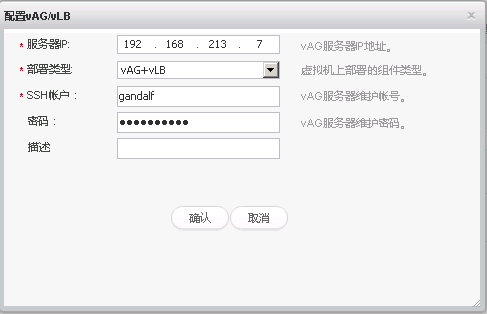 配置vAG/vLB
* 服务器IP: 192 . 168 . 213 . 7 vAG服务器IP地址。
* 部署类型: vAG+vLB 虚拟机上部署的组件类型。
* SSH帐户： gandalf vAG服务器维护帐号。
密码： ●●●●●●●●●● vAG服务器维护密码。
描述
确认 取消